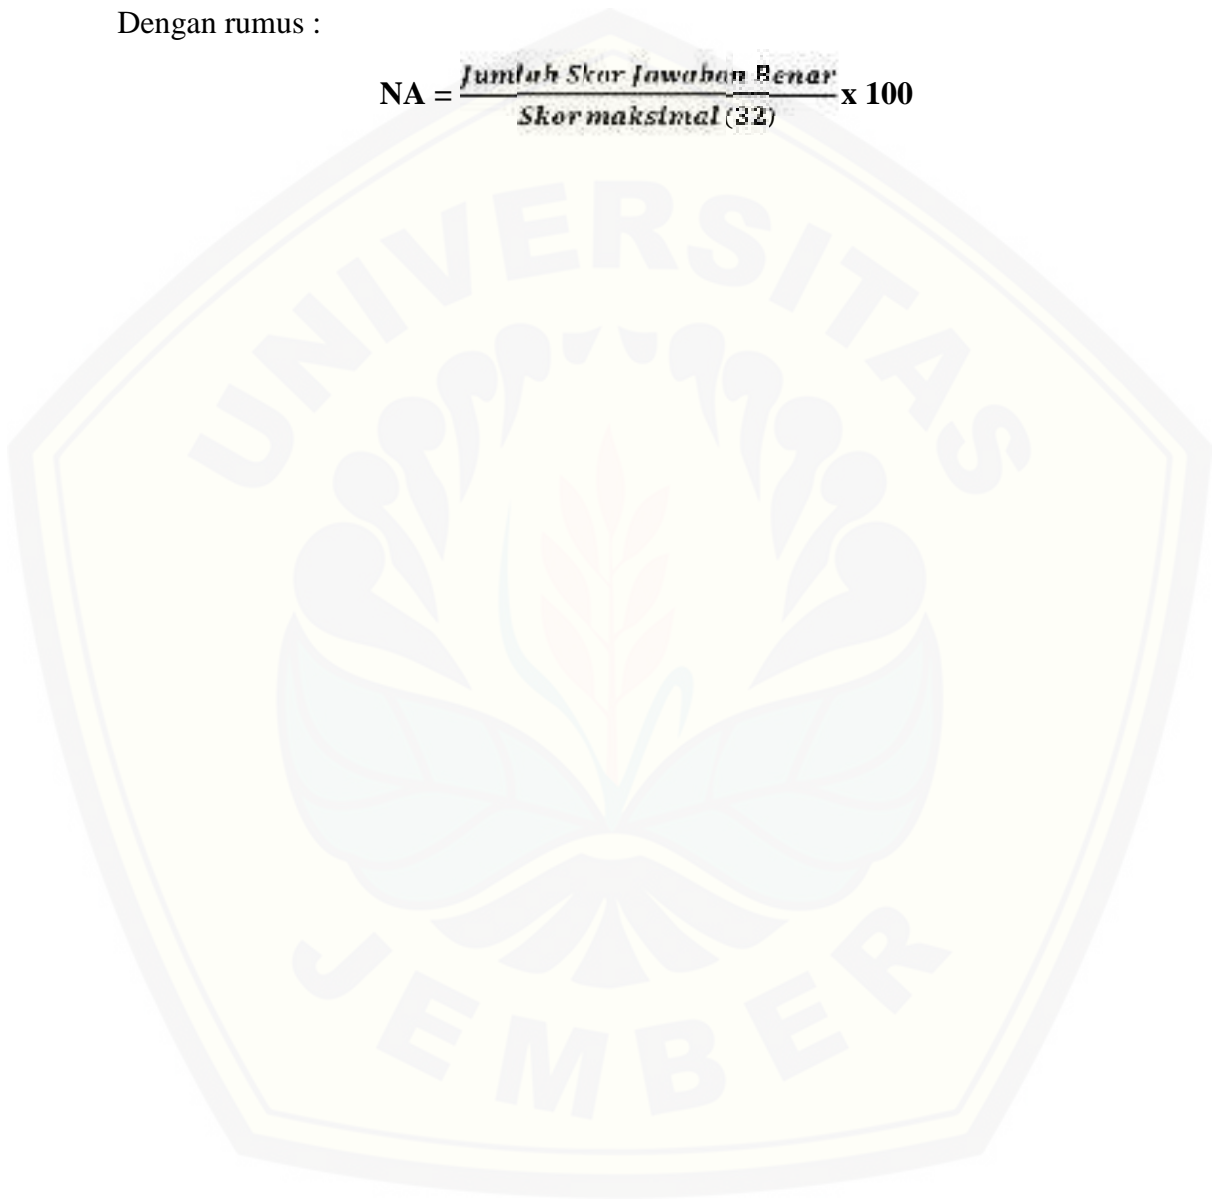 Dengan rumus :
NA = Jumlah Skor Jawaban Benar / Skor maksimal (32) x 100
UNIVERSITAS
JEMBER